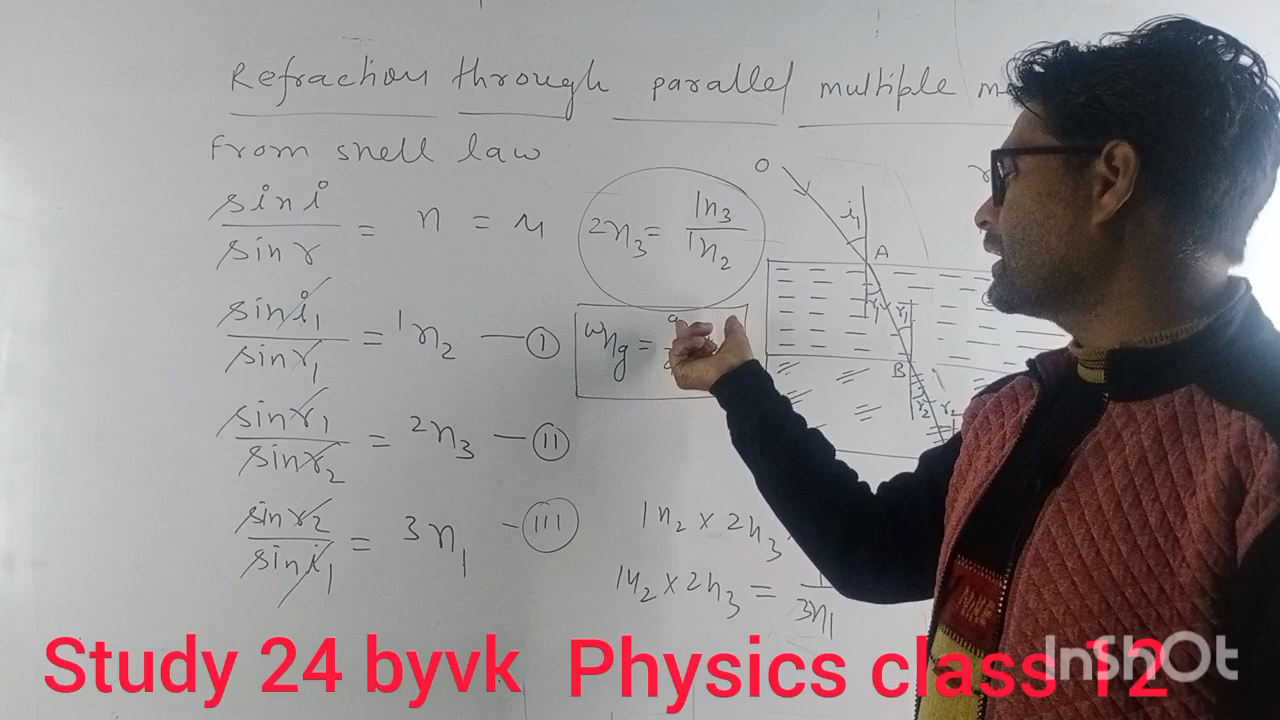 Refraction through parallel multiple
from snell law
sin i / sin r = n = μ
sin i₁ / sin r₁ = ¹n₂ — (I)
sin r₁ / sin r₂ = ²n₃ — (II)
sin r₂ / sin i₁ = ³n₁ — (III)
²n₃ = ¹n₃ / ¹n₂
ʷn_g =
O
i₁
A
r₁ r₁
B
r₂ r₂
1n₂ × 2n₃
1n₂ × 2n₃ = 1 / 3n₁
Study 24 byvk Physics class 12
InShOt